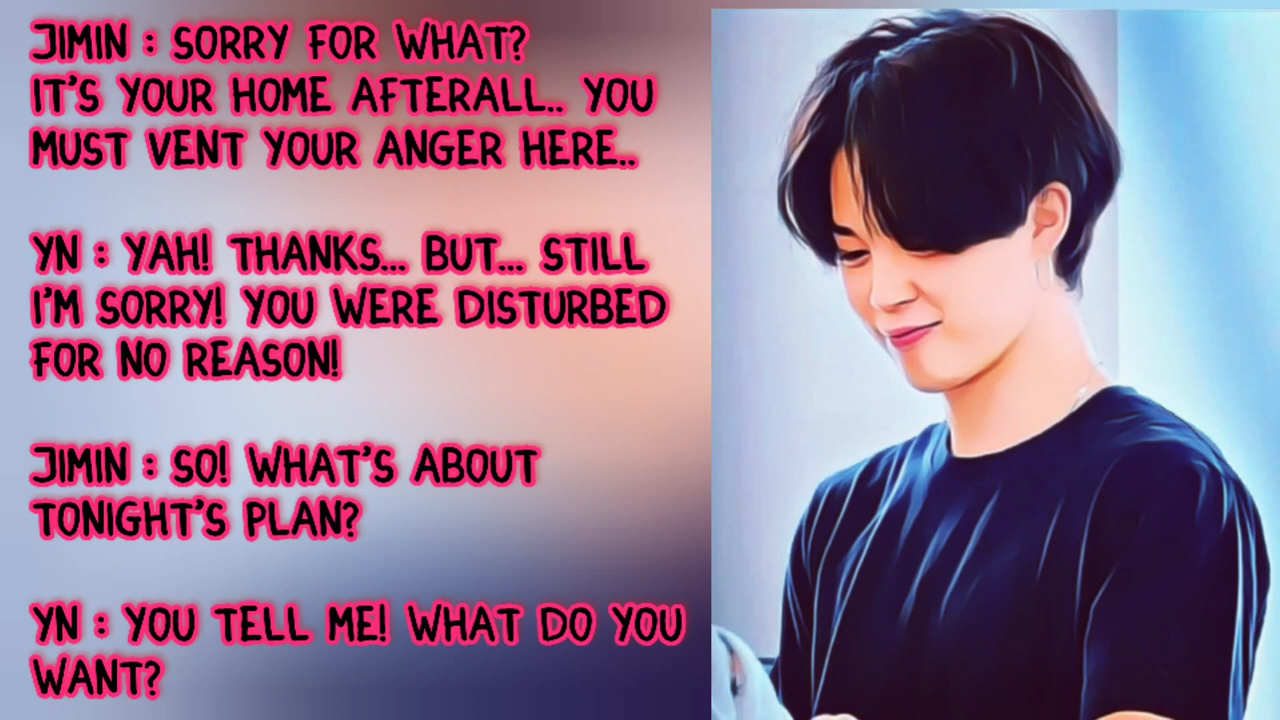 JIMIN : SORRY FOR WHAT?
IT'S YOUR HOME AFTERALL.. YOU
MUST VENT YOUR ANGER HERE..
YN : YAH! THANKS... BUT... STILL
I'M SORRY! YOU WERE DISTURBED
FOR NO REASON!
JIMIN : SO! WHAT'S ABOUT
TONIGHT'S PLAN?
YN : YOU TELL ME! WHAT DO YOU
WANT?